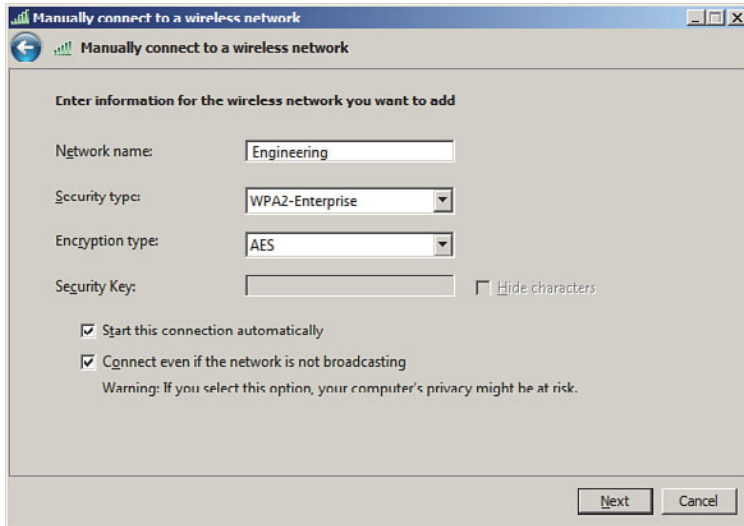 Manually connect to a wireless network
Manually connect to a wireless network
Enter information for the wireless network you want to add
Network name: Engineering
Security type: WPA2-Enterprise
Encryption type: AES
Security Key: Hide characters
Start this connection automatically
Connect even if the network is not broadcasting
Warning: If you select this option, your computer's privacy might be at risk.
Next Cancel